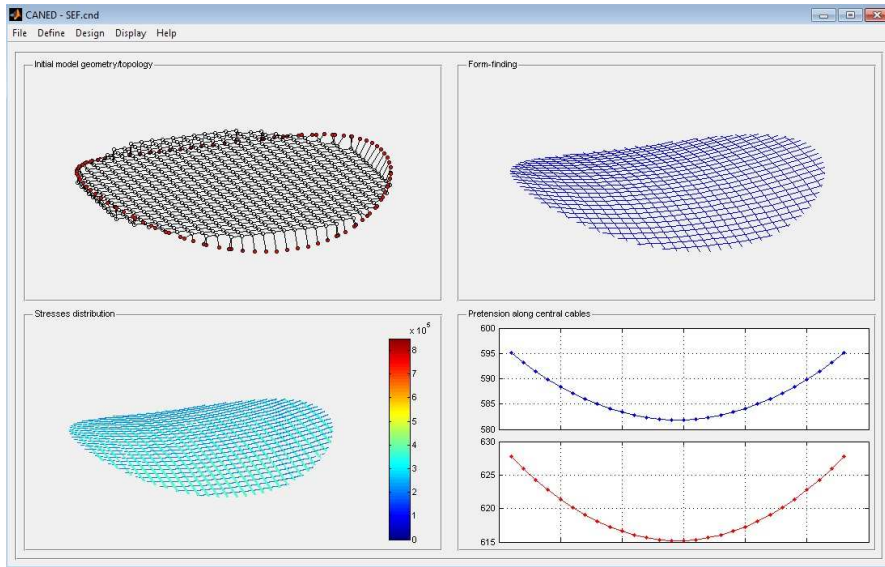 CANED - SEF.cnd
File Define Design Display Help
Initial model geometry/topology
Form-finding
Stresses distribution
x 10^5
8
7
6
5
4
3
2
1
0
Pretension along central cables
600
595
590
585
580
630
625
620
615